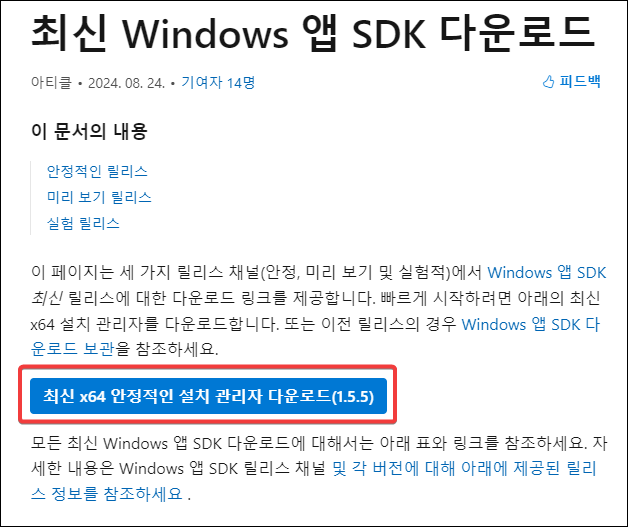 최신 Windows 앱 SDK 다운로드
아티클 • 2024. 08. 24. • 기여자 14명
피드백
이 문서의 내용
안정적인 릴리스
미리 보기 릴리스
실험 릴리스
이 페이지는 세 가지 릴리스 채널(안정, 미리 보기 및 실험적)에서 Windows 앱 SDK
최신 릴리스에 대한 다운로드 링크를 제공합니다. 빠르게 시작하려면 아래의 최신
x64 설치 관리자를 다운로드합니다. 또는 이전 릴리스의 경우 Windows 앱 SDK 다
운로드 보관을 참조하세요.
최신 x64 안정적인 설치 관리자 다운로드(1.5.5)
모든 최신 Windows 앱 SDK 다운로드에 대해서는 아래 표와 링크를 참조하세요. 자
세한 내용은 Windows 앱 SDK 릴리스 채널 및 각 버전에 대해 아래에 제공된 릴리
스 정보를 참조하세요 .